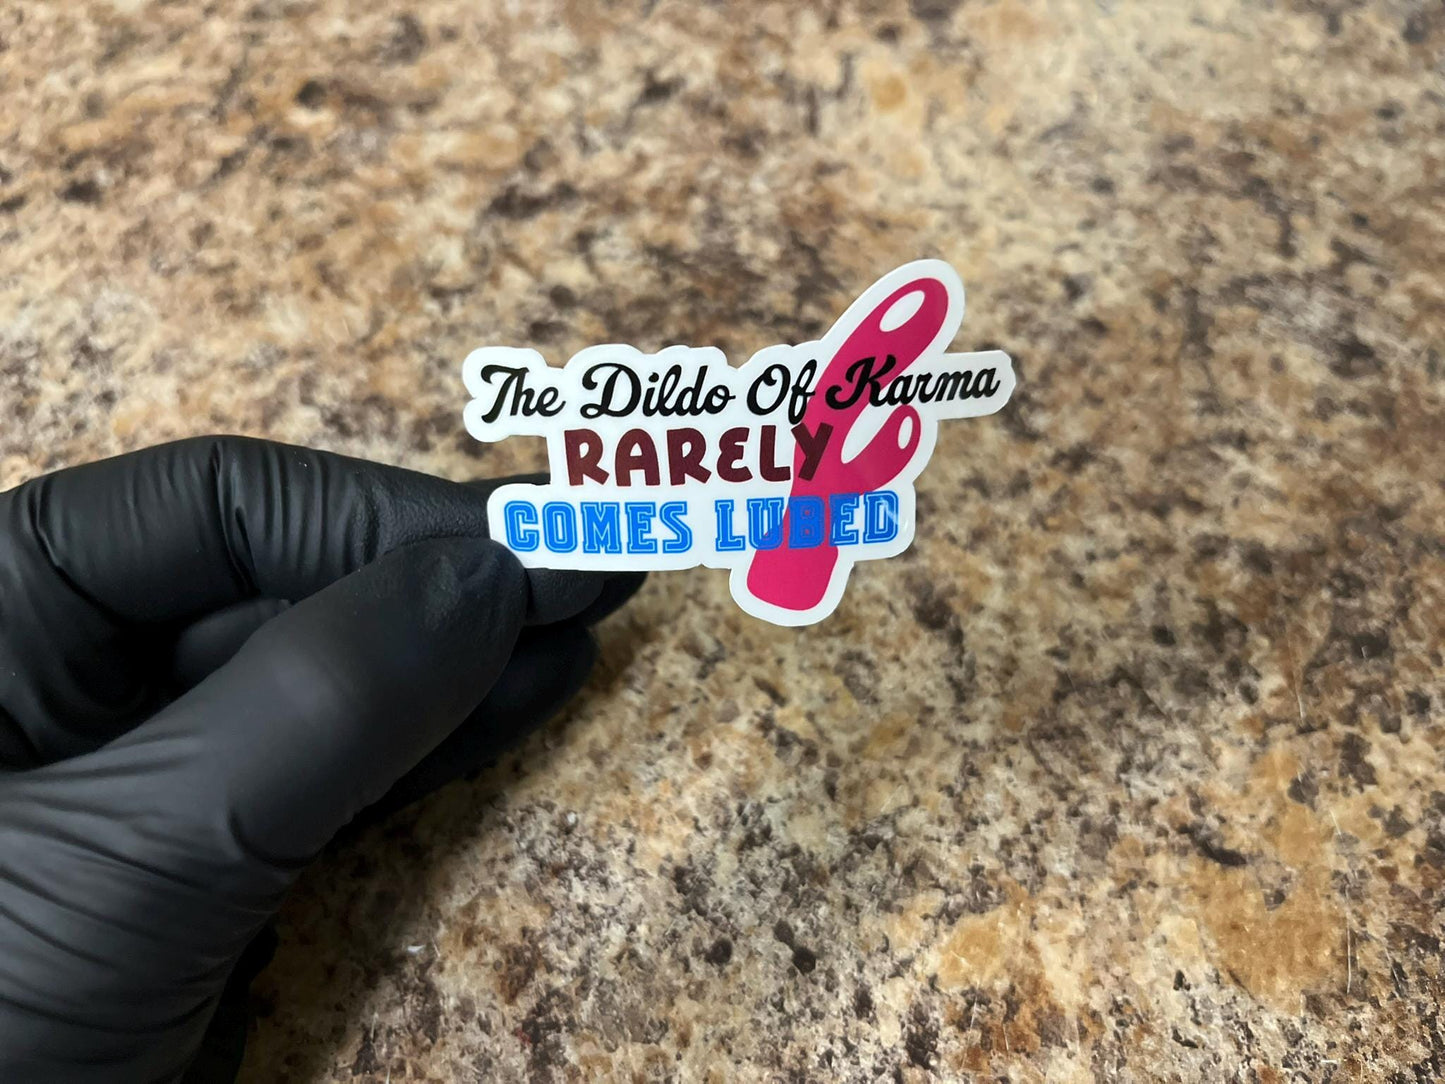 The Dildo Of Karma
RARELY
COMES LUBED